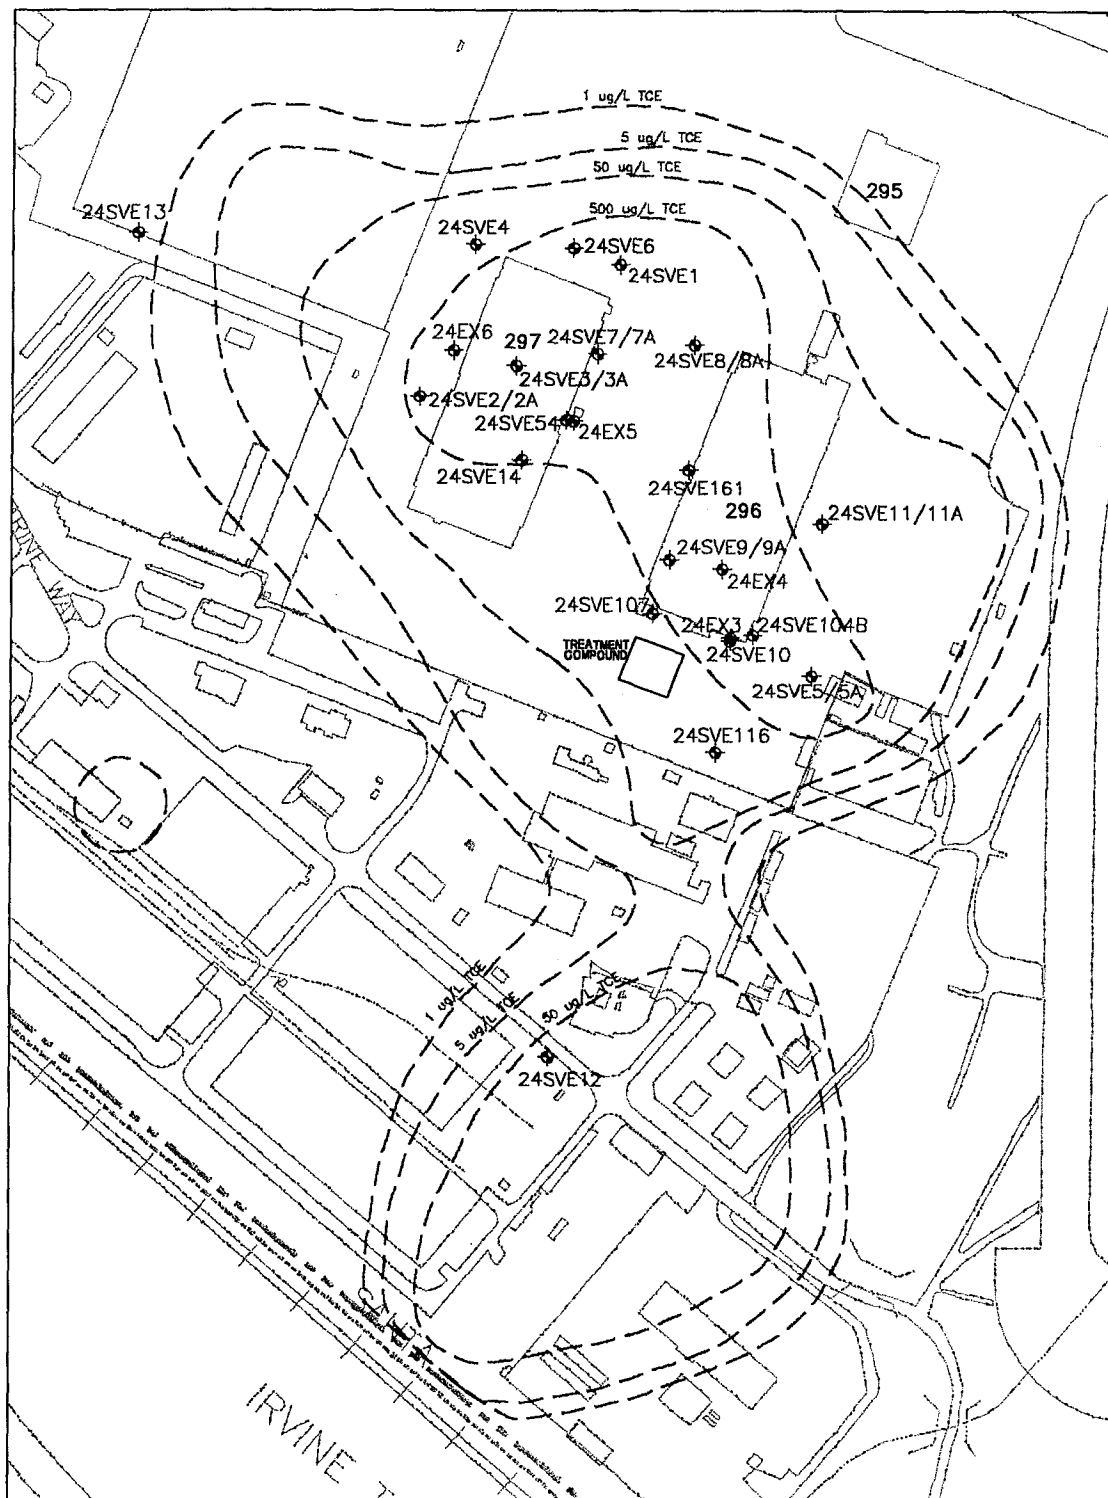 1 ug/L TCE
5 ug/L TCE
50 ug/L TCE
295
500 ug/L TCE
24SVE13
24SVE4
24SVE6
24SVE1
24EX6
297
24SVE7/7A
24SVE8/8A
24SVE3/3A
24SVE2/2A
24SVE54
24EX5
24SVE14
24SVE161
296
24SVE11/11A
WAY
24SVE9/9A
24EX4
24SVE107
24EX3
24SVE104B
TREATMENT
COMPOUND
24SVE10
24SVE5/5A
24SVE116
1 ug/L TCE
5 ug/L TCE
50 ug/L TCE
24SVE12
IRVINE